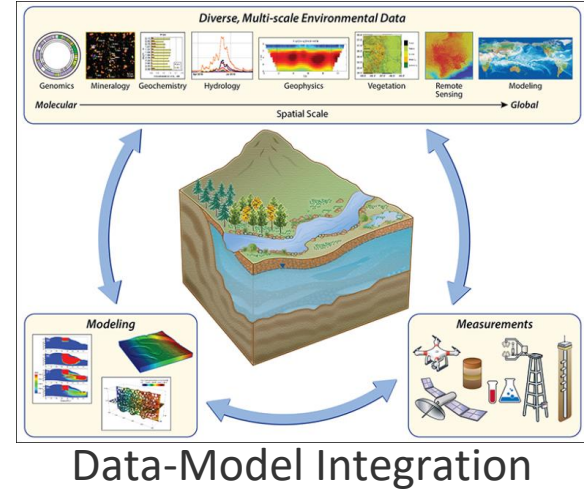 Diverse, Multi-scale Environmental Data
Genomics
Mineralogy
Geochemistry
Hydrology
Geophysics
Vegetation
Remote
Sensing
Modeling
Molecular
Global
Spatial Scale
Modeling
Measurements
Data-Model Integration